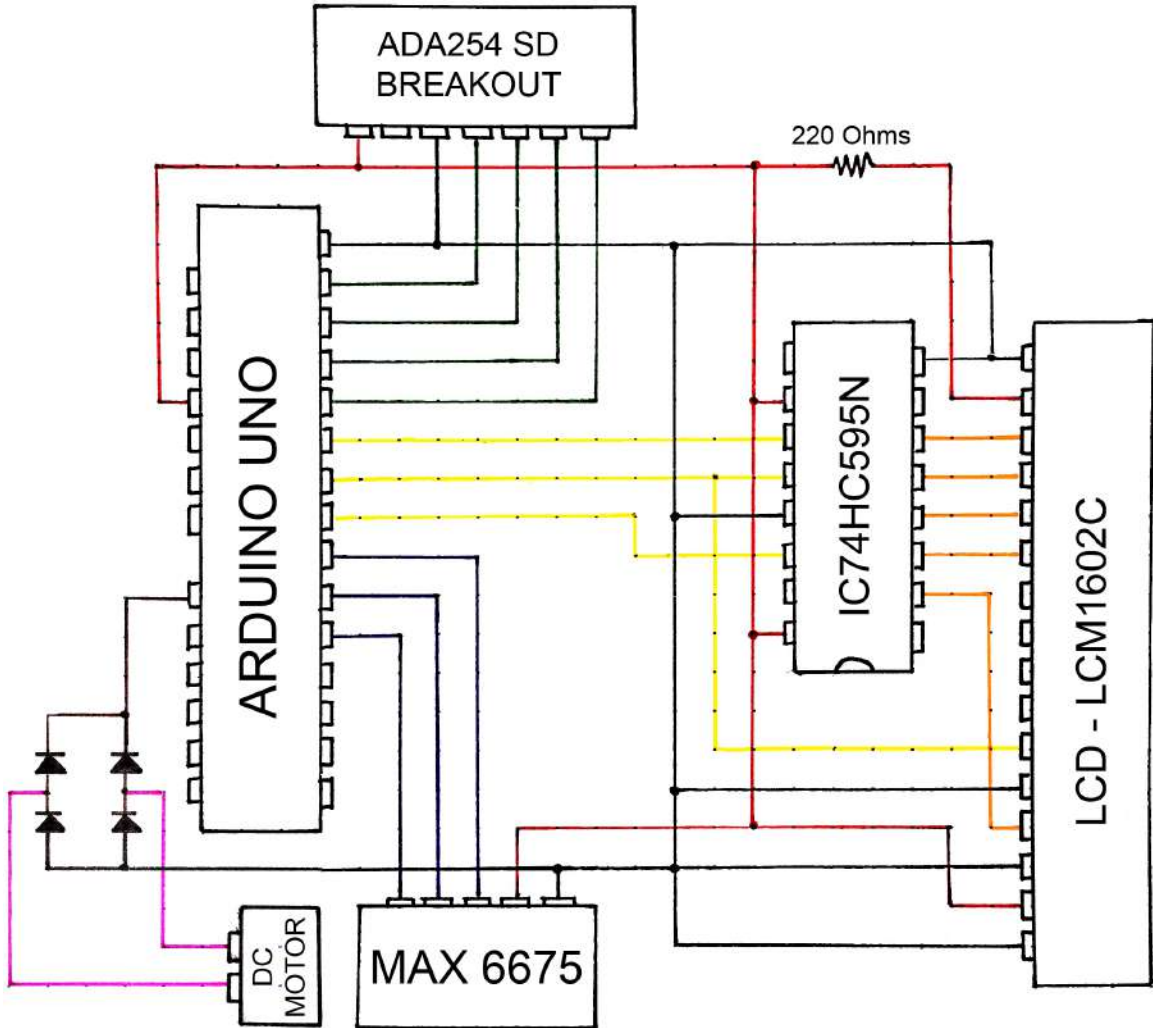 ADA254 SD
BREAKOUT
220 Ohms
ARDUINO UNO
IC74HC595N
LCD - LCM1602C
DC
MOTOR
MAX 6675